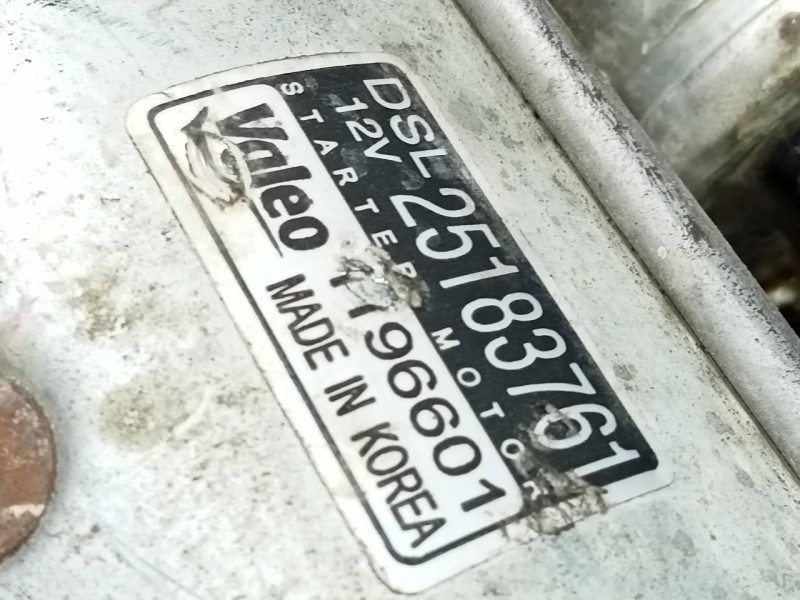 DSL 25183761
12V
STARTER MOTOR
Valeo 1196601
MADE IN KOREA